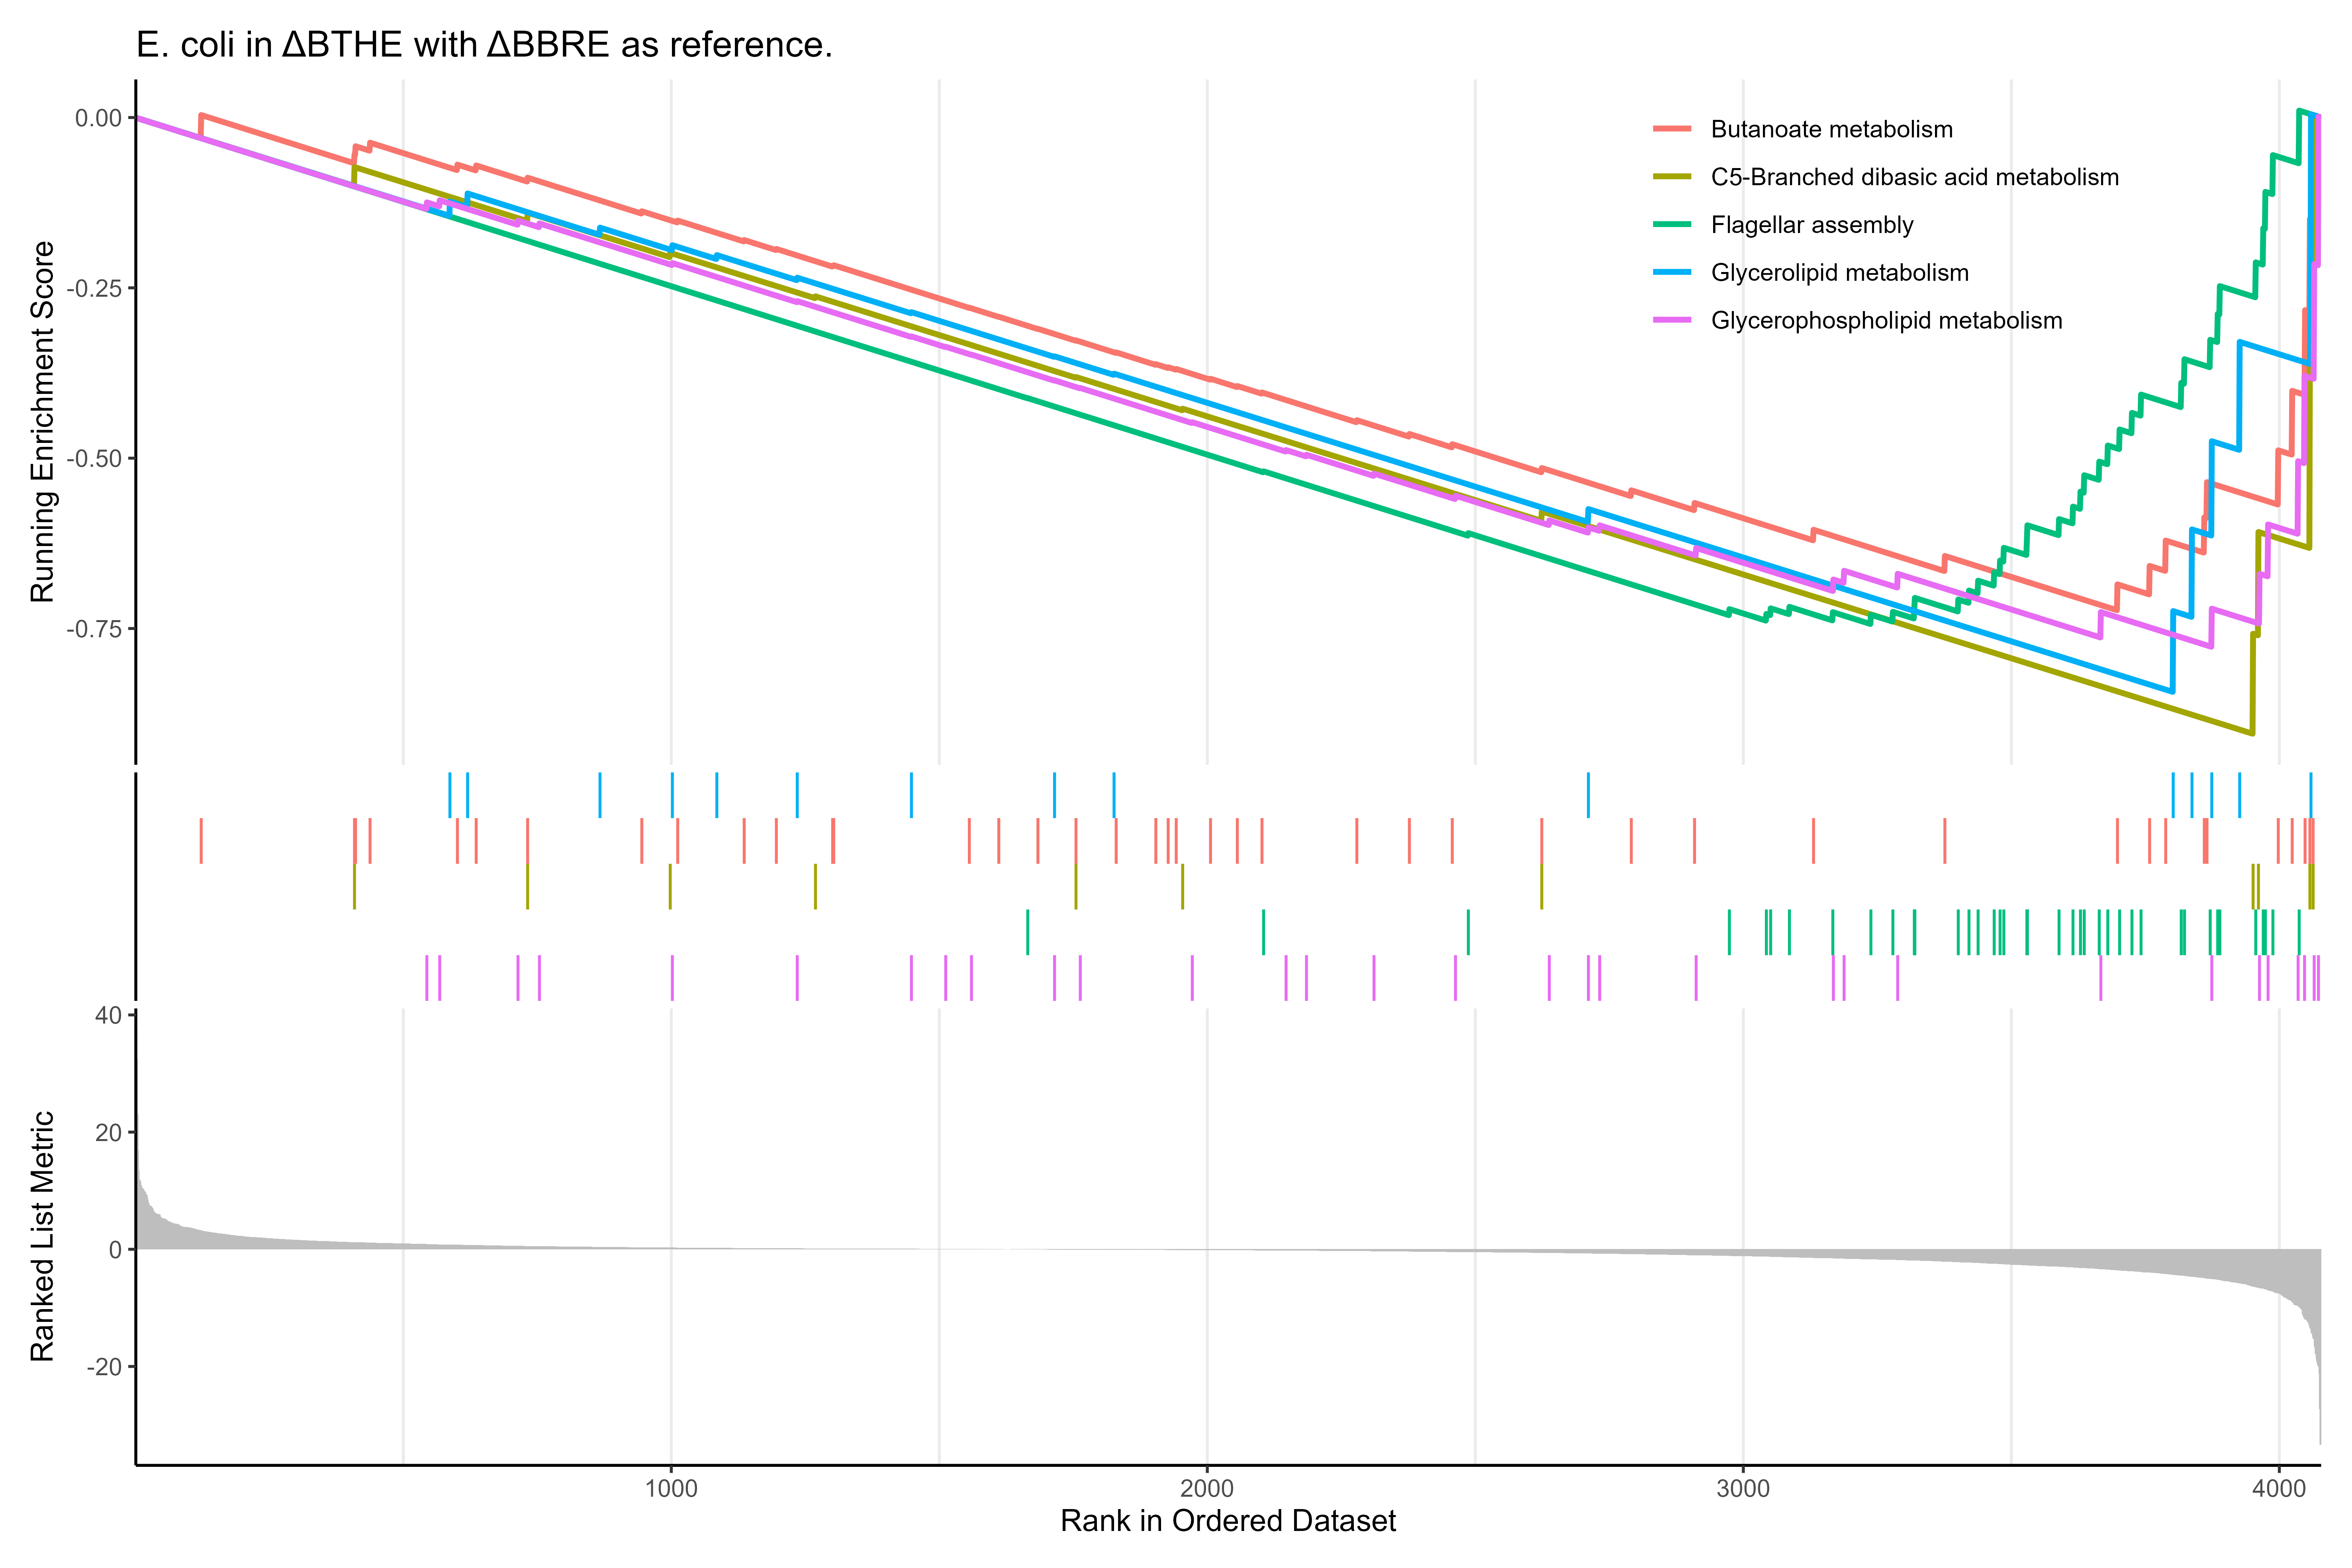 E. coli in ΔBTHE with ΔBBRE as reference.
Running Enrichment Score
0.00
-0.25
-0.50
-0.75
Butanoate metabolism
C5-Branched dibasic acid metabolism
Flagellar assembly
Glycerolipid metabolism
Glycerophospholipid metabolism
Ranked List Metric
40
20
0
-20
1000
2000
3000
4000
Rank in Ordered Dataset